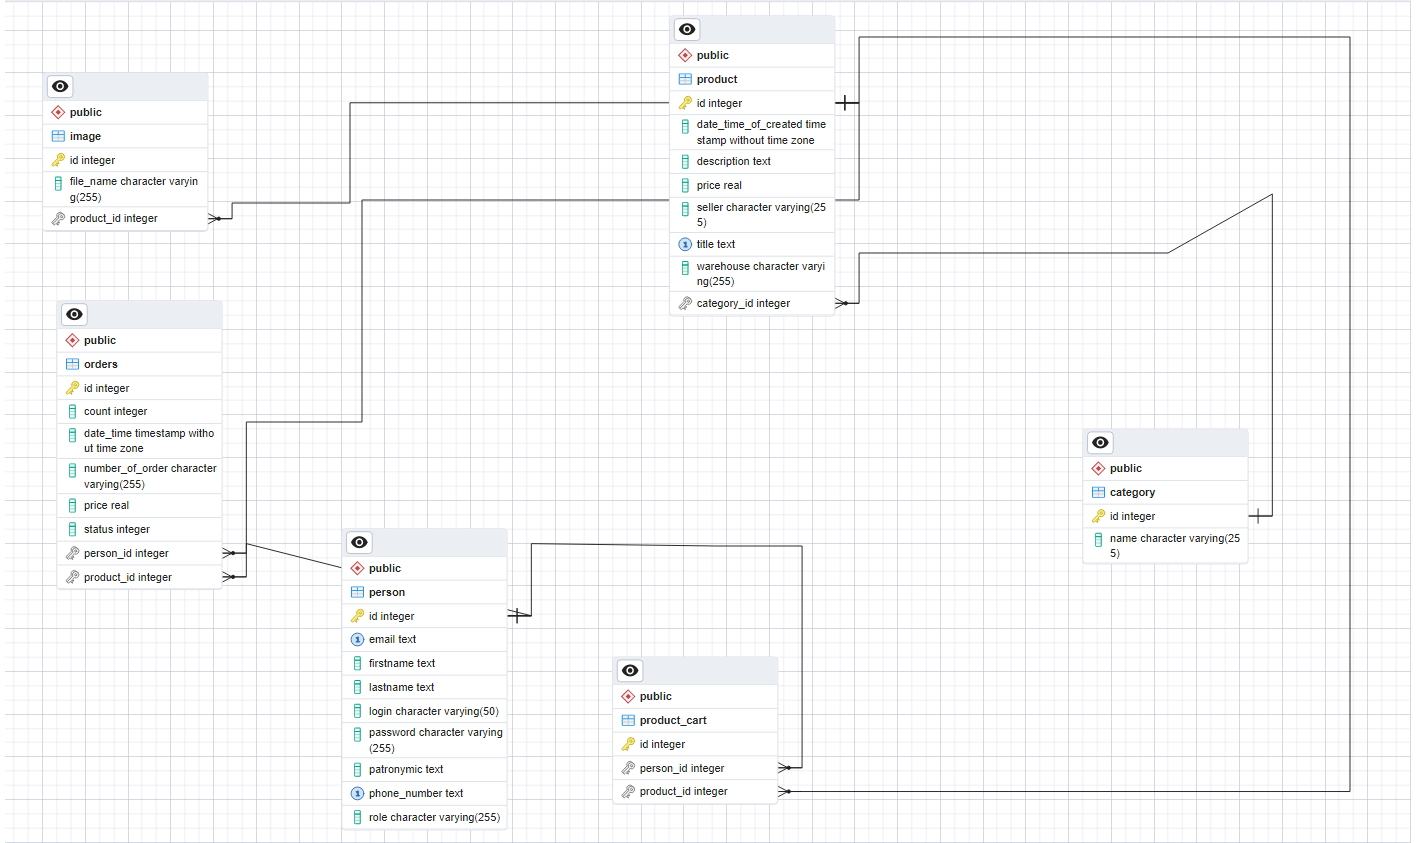 public
product
id integer
date_time_of_created time
stamp without time zone
description text
price real
seller character varying(25
5)
1 title text
warehouse character varyi
ng(255)
category_id integer
public
image
id integer
file_name character varyin
g(255)
product_id integer
public
orders
id integer
count integer
date_time timestamp witho
ut time zone
number_of_order character
varying(255)
price real
status integer
person_id integer
product_id integer
public
category
id integer
name character varying(25
5)
public
person
id integer
1 email text
firstname text
lastname text
login character varying(50)
password character varying
(255)
patronymic text
1 phone_number text
role character varying(255)
public
product_cart
id integer
person_id integer
product_id integer